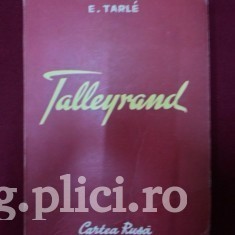 E. TARLÉ
Talleyrand
g.plici.ro
Cartea Rusă